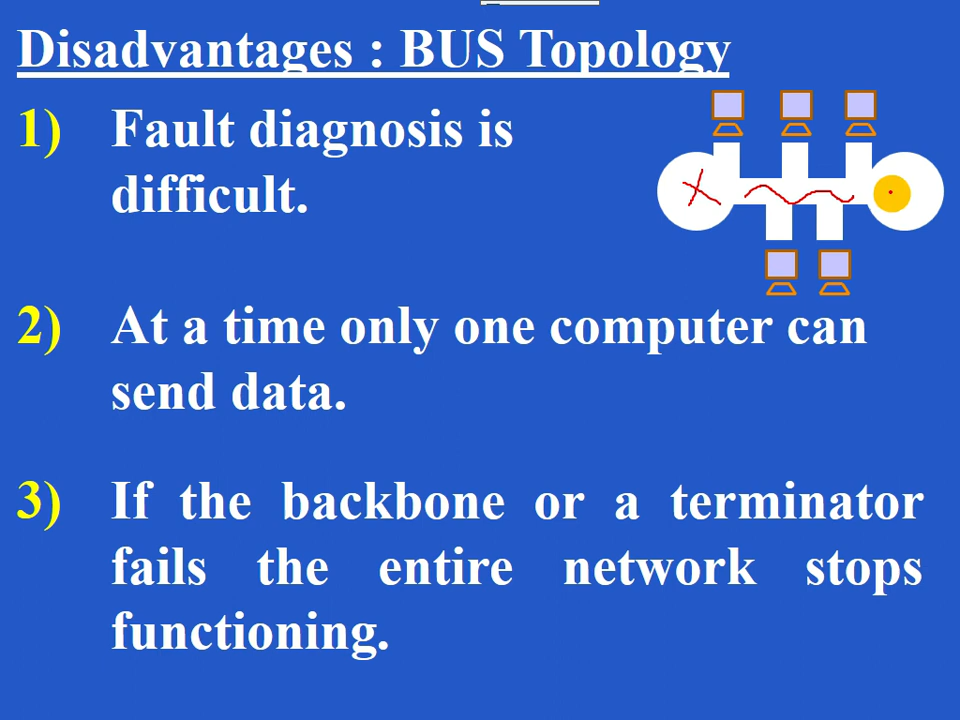 Disadvantages : BUS Topology
1) Fault diagnosis is
difficult.
2) At a time only one computer can
send data.
3) If the backbone or a terminator
fails the entire network stops
functioning.